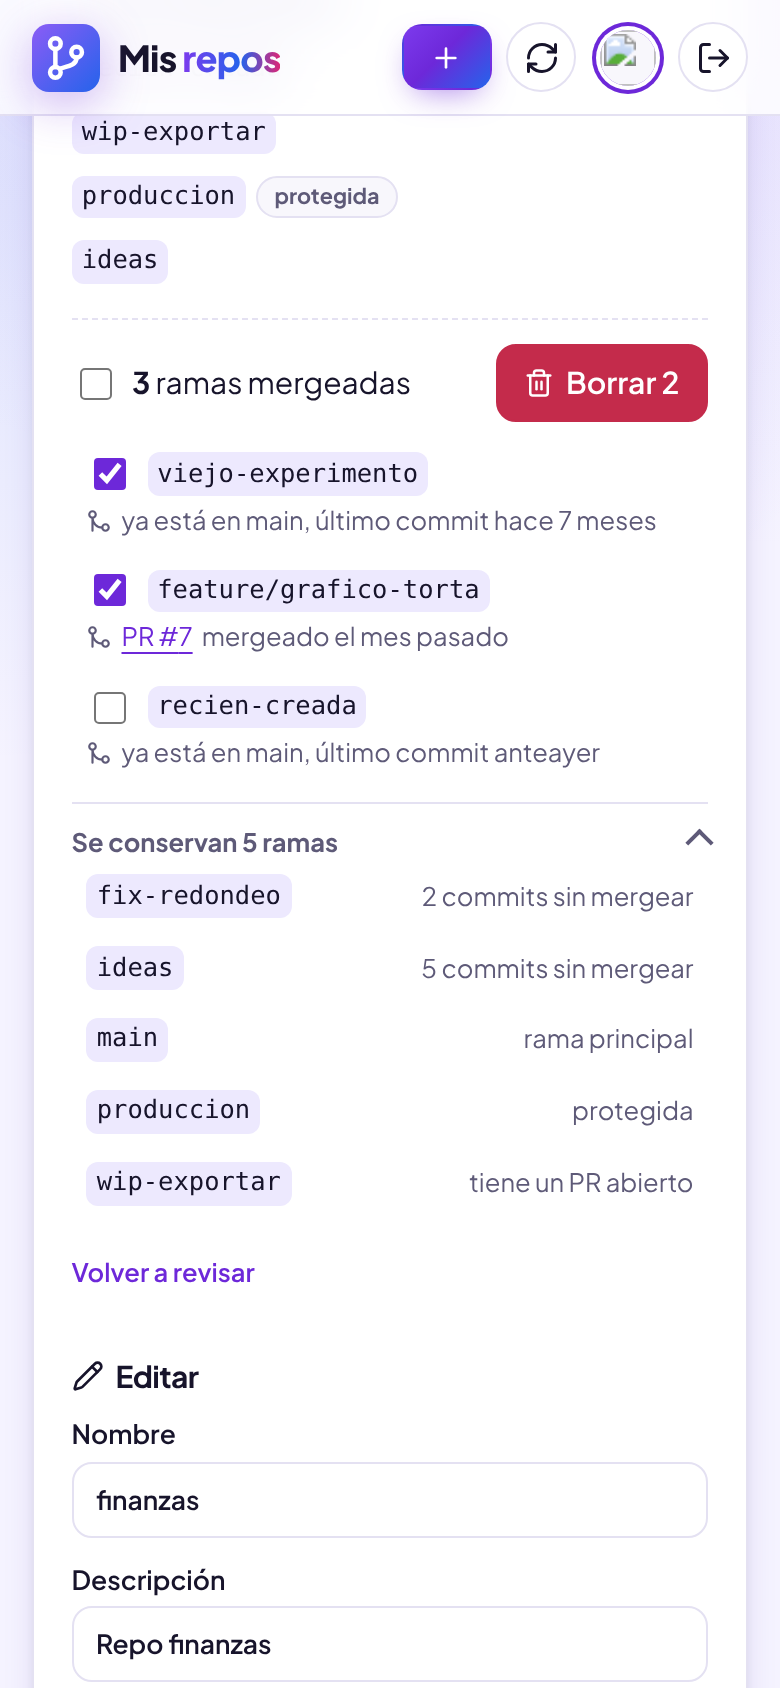 Mis repos
wip-exportar
produccion protegida
ideas
3 ramas mergeadas Borrar 2
viejo-experimento
ya está en main, último commit hace 7 meses
feature/grafico-torta
PR #7 mergeado el mes pasado
recien-creada
ya está en main, último commit anteayer
Se conservan 5 ramas
fix-redondeo 2 commits sin mergear
ideas 5 commits sin mergear
main rama principal
produccion protegida
wip-exportar tiene un PR abierto
Volver a revisar
Editar
Nombre
finanzas
Descripción
Repo finanzas